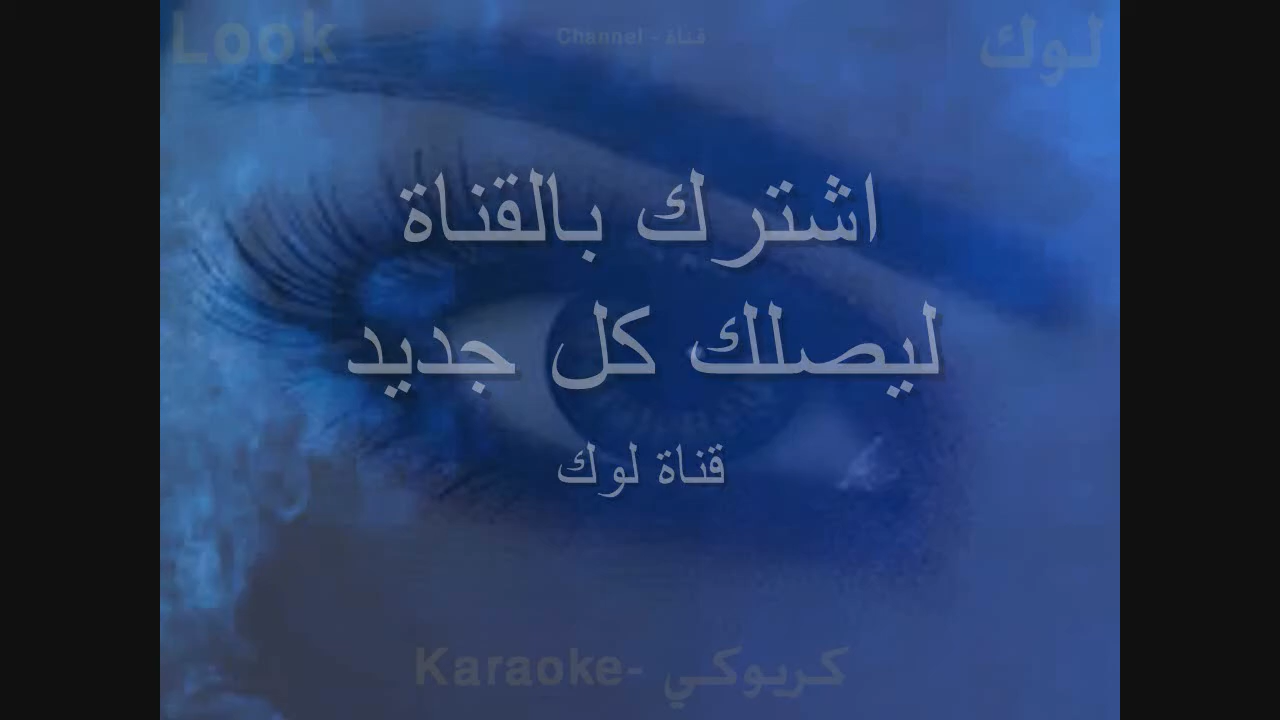 Look
Channel - قناة
لوك
اشترك بالقناة
ليصلك كل جديد
قناة لوك
Karaoke- كريوكي